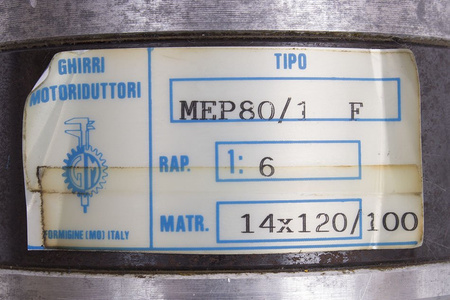 GHIRRI
MOTORIDUTTORI
FORMIGINE (MO) ITALY
TIPO
MEP80/1 F
RAP. 1: 6
MATR. 14x120/100